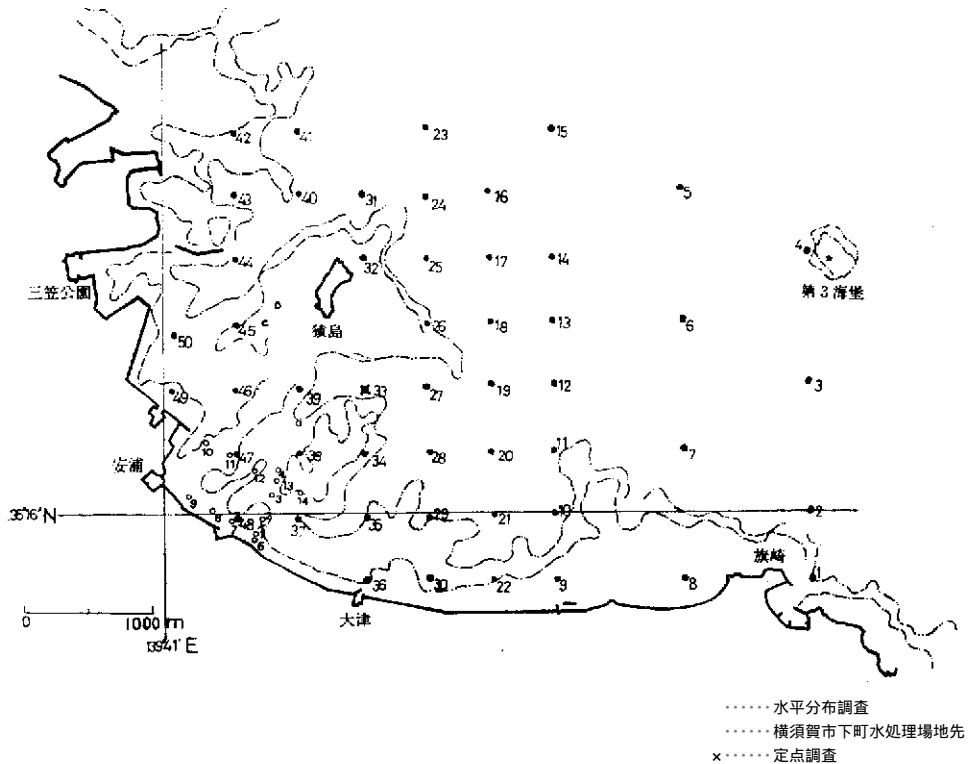 42 41 23 15
43 40 31 24 16 5
44 32 25 17 14 4
三笠公園 第3海堡
50 45 猿島 26 18 13 6
49 46 39 33 27 19 12 3
10 11 47 38 34 28 20 11 7
安浦 12 13 3 14
9 8 48 37 35 29 21 10 2
35°6'N
6 旗崎
36 30 22 9 8 1
0 1000m 大津
139°41'E
……水平分布調査
……横須賀市下町水処理場地先
×……定点調査